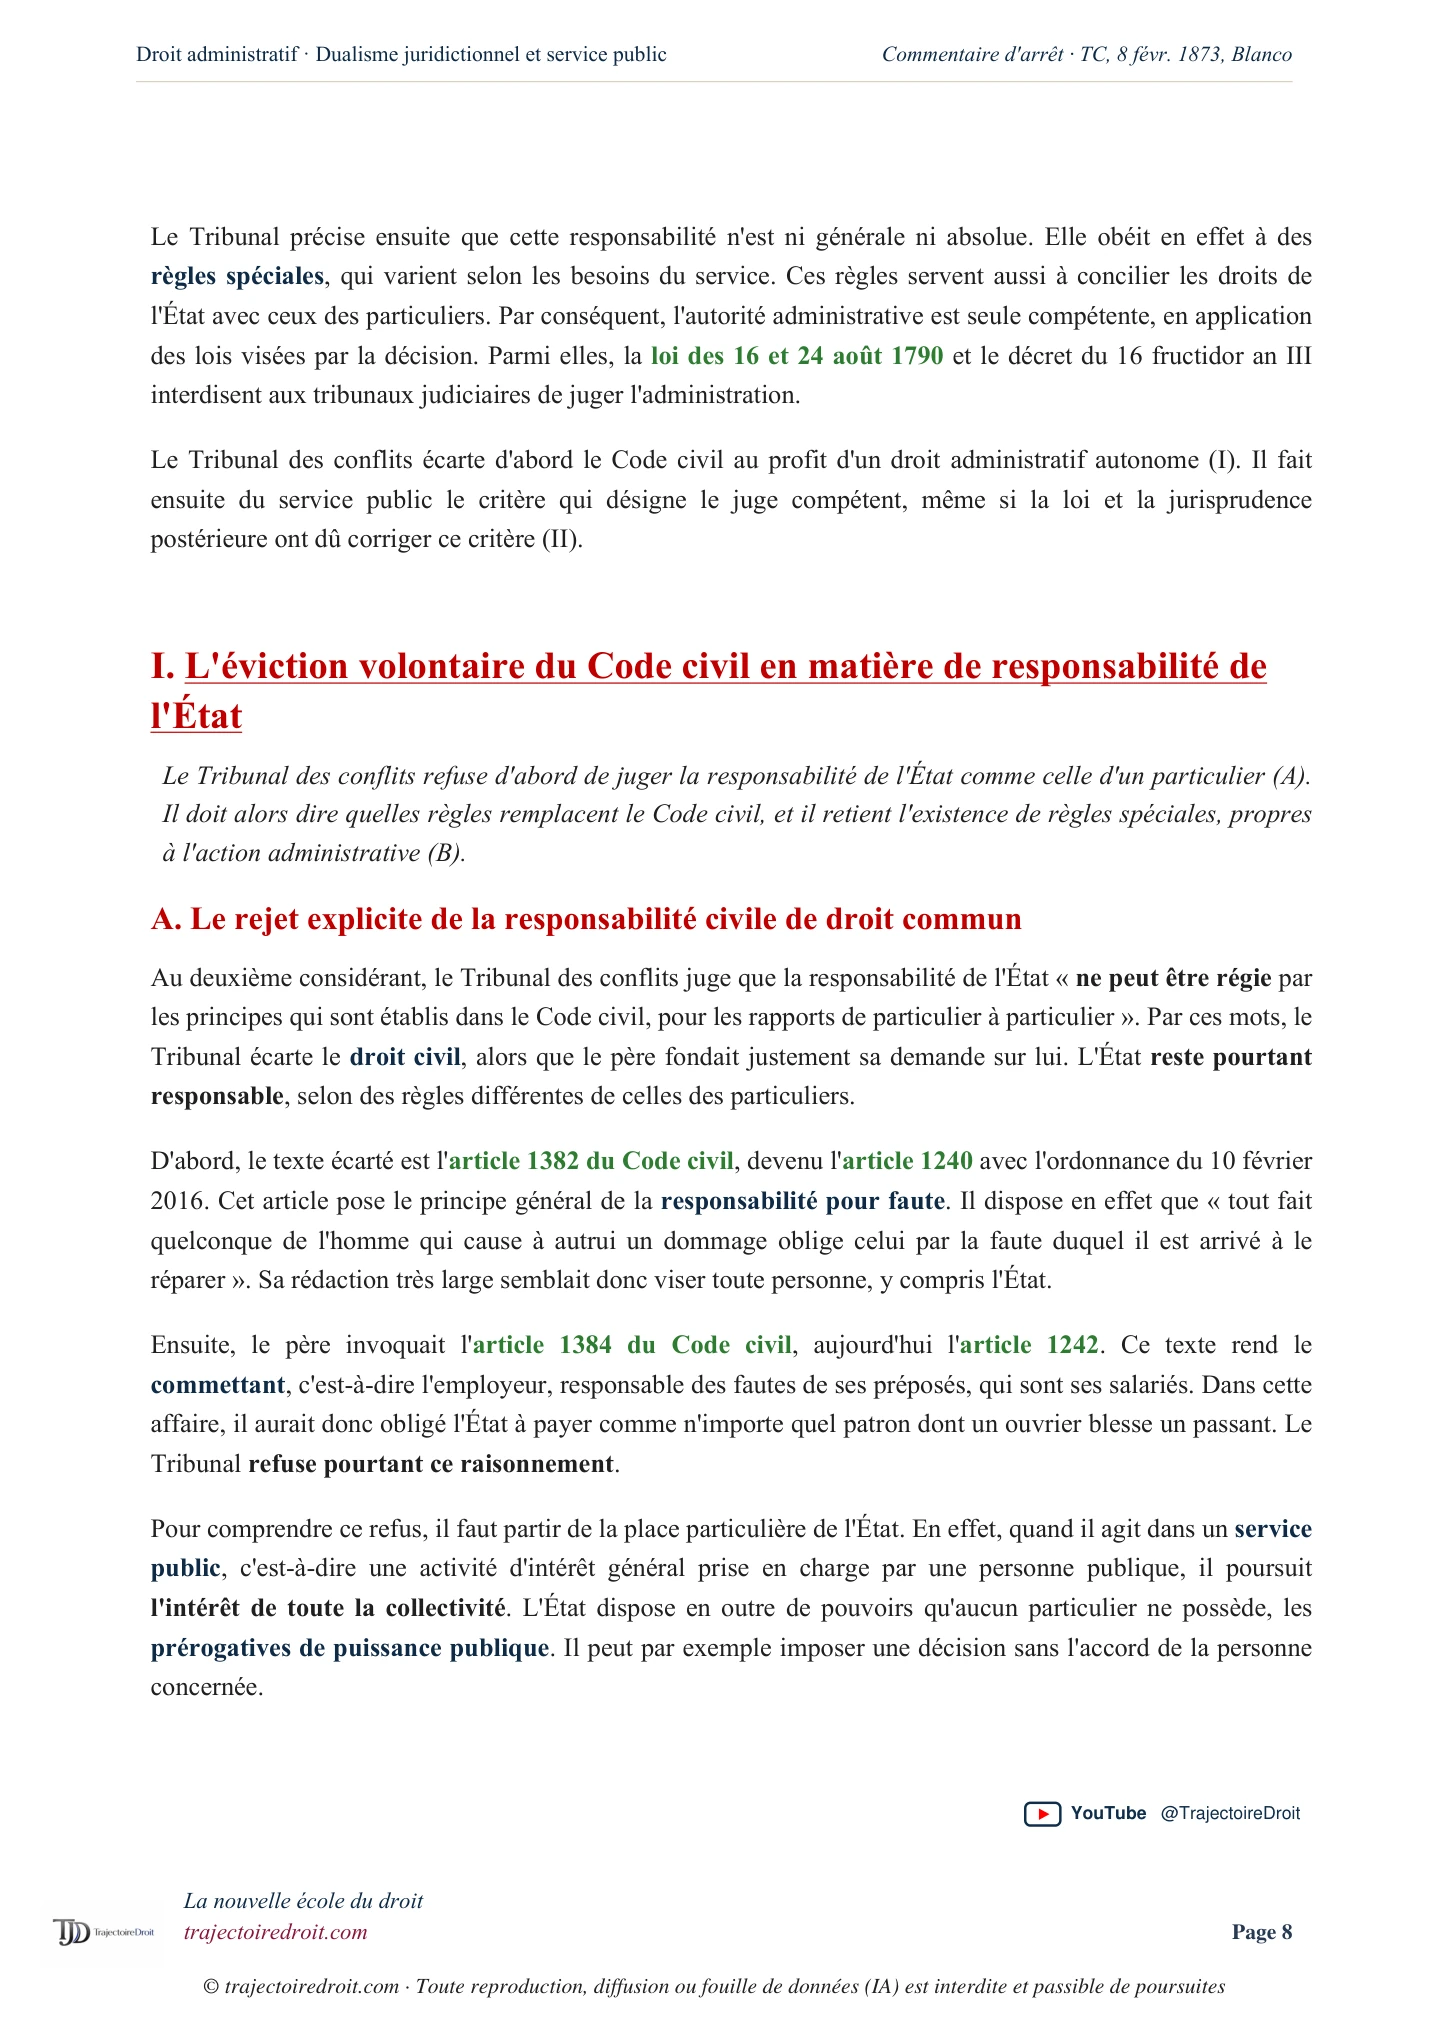 Droit administratif · Dualisme juridictionnel et service public
Commentaire d'arrêt · TC, 8 févr. 1873, Blanco
Le Tribunal précise ensuite que cette responsabilité n'est ni générale ni absolue. Elle obéit en effet à des
règles spéciales, qui varient selon les besoins du service. Ces règles servent aussi à concilier les droits de
l'État avec ceux des particuliers. Par conséquent, l'autorité administrative est seule compétente, en application
des lois visées par la décision. Parmi elles, la loi des 16 et 24 août 1790 et le décret du 16 fructidor an III
interdisent aux tribunaux judiciaires de juger l'administration.
Le Tribunal des conflits écarte d'abord le Code civil au profit d'un droit administratif autonome (I). Il fait
ensuite du service public le critère qui désigne le juge compétent, même si la loi et la jurisprudence
postérieure ont dû corriger ce critère (II).
I. L'éviction volontaire du Code civil en matière de responsabilité de
l'État
Le Tribunal des conflits refuse d'abord de juger la responsabilité de l'État comme celle d'un particulier (A).
Il doit alors dire quelles règles remplacent le Code civil, et il retient l'existence de règles spéciales, propres
à l'action administrative (B).
A. Le rejet explicite de la responsabilité civile de droit commun
Au deuxième considérant, le Tribunal des conflits juge que la responsabilité de l'État « ne peut être régie par
les principes qui sont établis dans le Code civil, pour les rapports de particulier à particulier ». Par ces mots, le
Tribunal écarte le droit civil, alors que le père fondait justement sa demande sur lui. L'État reste pourtant
responsable, selon des règles différentes de celles des particuliers.
D'abord, le texte écarté est l'article 1382 du Code civil, devenu l'article 1240 avec l'ordonnance du 10 février
2016. Cet article pose le principe général de la responsabilité pour faute. Il dispose en effet que « tout fait
quelconque de l'homme qui cause à autrui un dommage oblige celui par la faute duquel il est arrivé à le
réparer ». Sa rédaction très large semblait donc viser toute personne, y compris l'État.
Ensuite, le père invoquait l'article 1384 du Code civil, aujourd'hui l'article 1242. Ce texte rend le
commettant, c'est-à-dire l'employeur, responsable des fautes de ses préposés, qui sont ses salariés. Dans cette
affaire, il aurait donc obligé l'État à payer comme n'importe quel patron dont un ouvrier blesse un passant. Le
Tribunal refuse pourtant ce raisonnement.
Pour comprendre ce refus, il faut partir de la place particulière de l'État. En effet, quand il agit dans un service
public, c'est-à-dire une activité d'intérêt général prise en charge par une personne publique, il poursuit
l'intérêt de toute la collectivité. L'État dispose en outre de pouvoirs qu'aucun particulier ne possède, les
prérogatives de puissance publique. Il peut par exemple imposer une décision sans l'accord de la personne
concernée.
YouTube @TrajectoireDroit
La nouvelle école du droit
TJD TrajectoireDroit
trajectoiredroit.com
Page 8
© trajectoiredroit.com · Toute reproduction, diffusion ou fouille de données (IA) est interdite et passible de poursuites